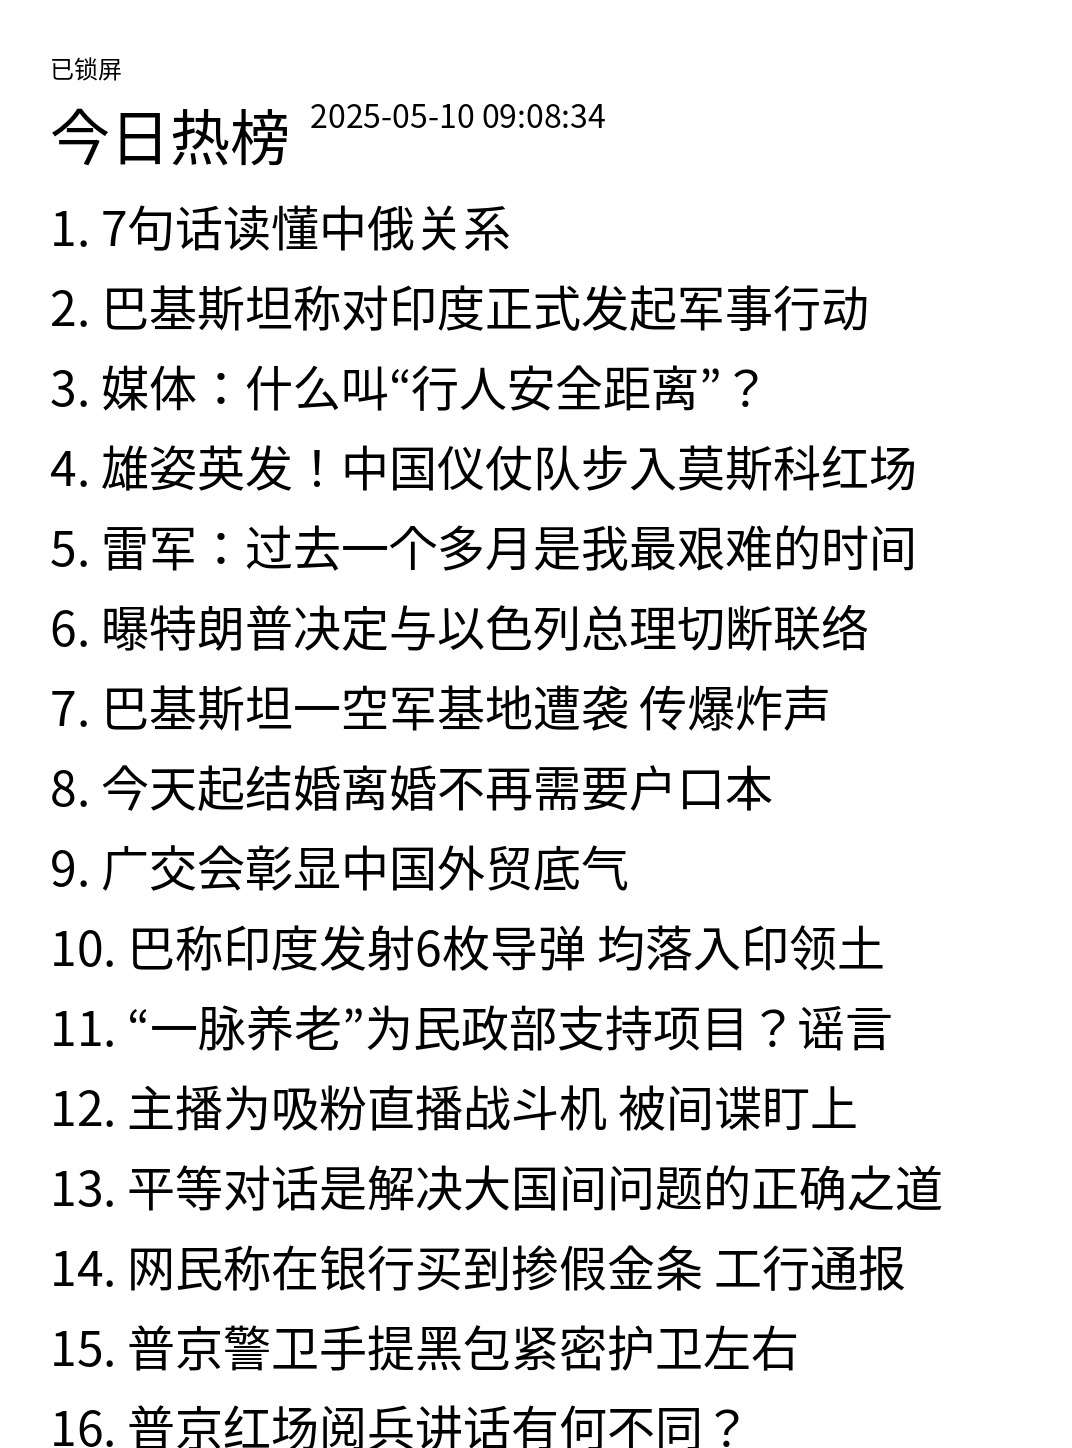 已锁屏
今日热榜 2025-05-10 09:08:34
1. 7句话读懂中俄关系
2. 巴基斯坦称对印度正式发起军事行动
3. 媒体：什么叫“行人安全距离”？
4. 雄姿英发！中国仪仗队步入莫斯科红场
5. 雷军：过去一个多月是我最艰难的时间
6. 曝特朗普决定与以色列总理切断联络
7. 巴基斯坦一空军基地遭袭 传爆炸声
8. 今天起结婚离婚不再需要户口本
9. 广交会彰显中国外贸底气
10. 巴称印度发射6枚导弹 均落入印领土
11. “一脉养老”为民政部支持项目？谣言
12. 主播为吸粉直播战斗机 被间谍盯上
13. 平等对话是解决大国间问题的正确之道
14. 网民称在银行买到掺假金条 工行通报
15. 普京警卫手提黑包紧密护卫左右
16. 普京红场阅兵讲话有何不同？